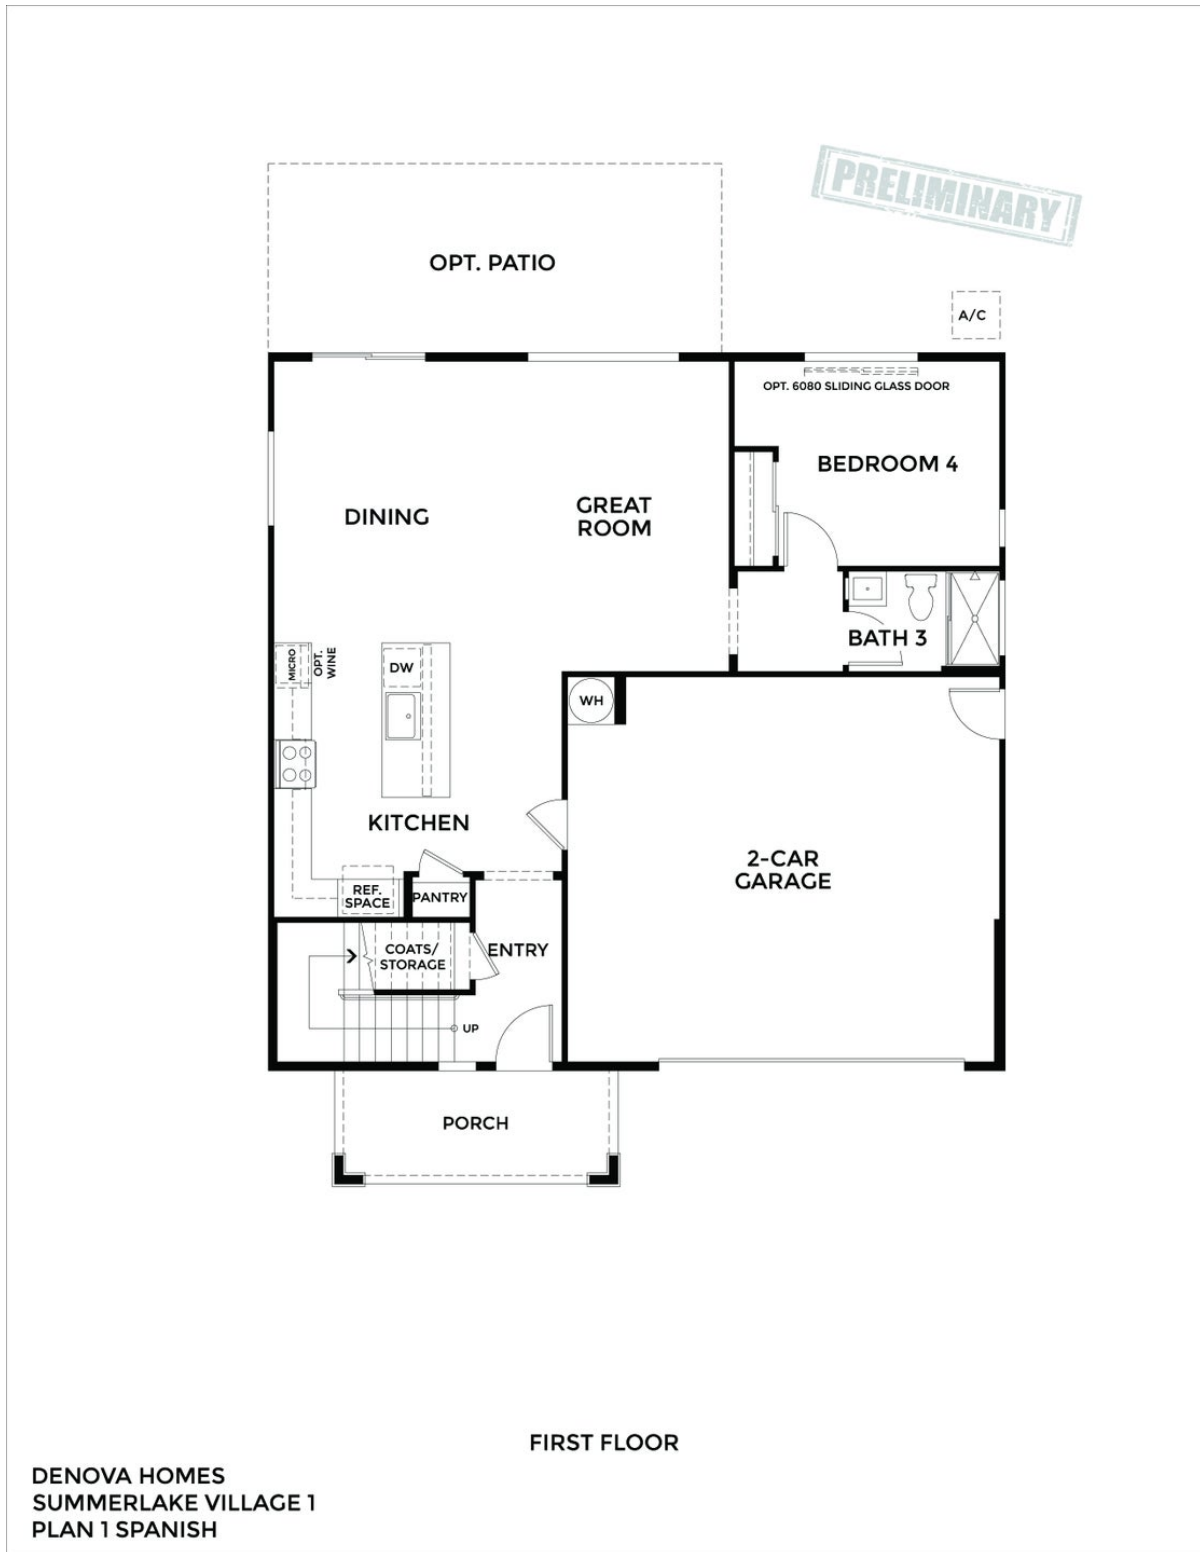 PRELIMINARY
OPT. PATIO
A/C
OPT. 6080 SLIDING GLASS DOOR
BEDROOM 4
DINING
GREAT
ROOM
BATH 3
MICRO
OPT.
WINE
DW
WH
KITCHEN
2-CAR
GARAGE
REF.
SPACE
PANTRY
COATS/
STORAGE
ENTRY
UP
PORCH
FIRST FLOOR
DENOVA HOMES
SUMMERLAKE VILLAGE 1
PLAN 1 SPANISH